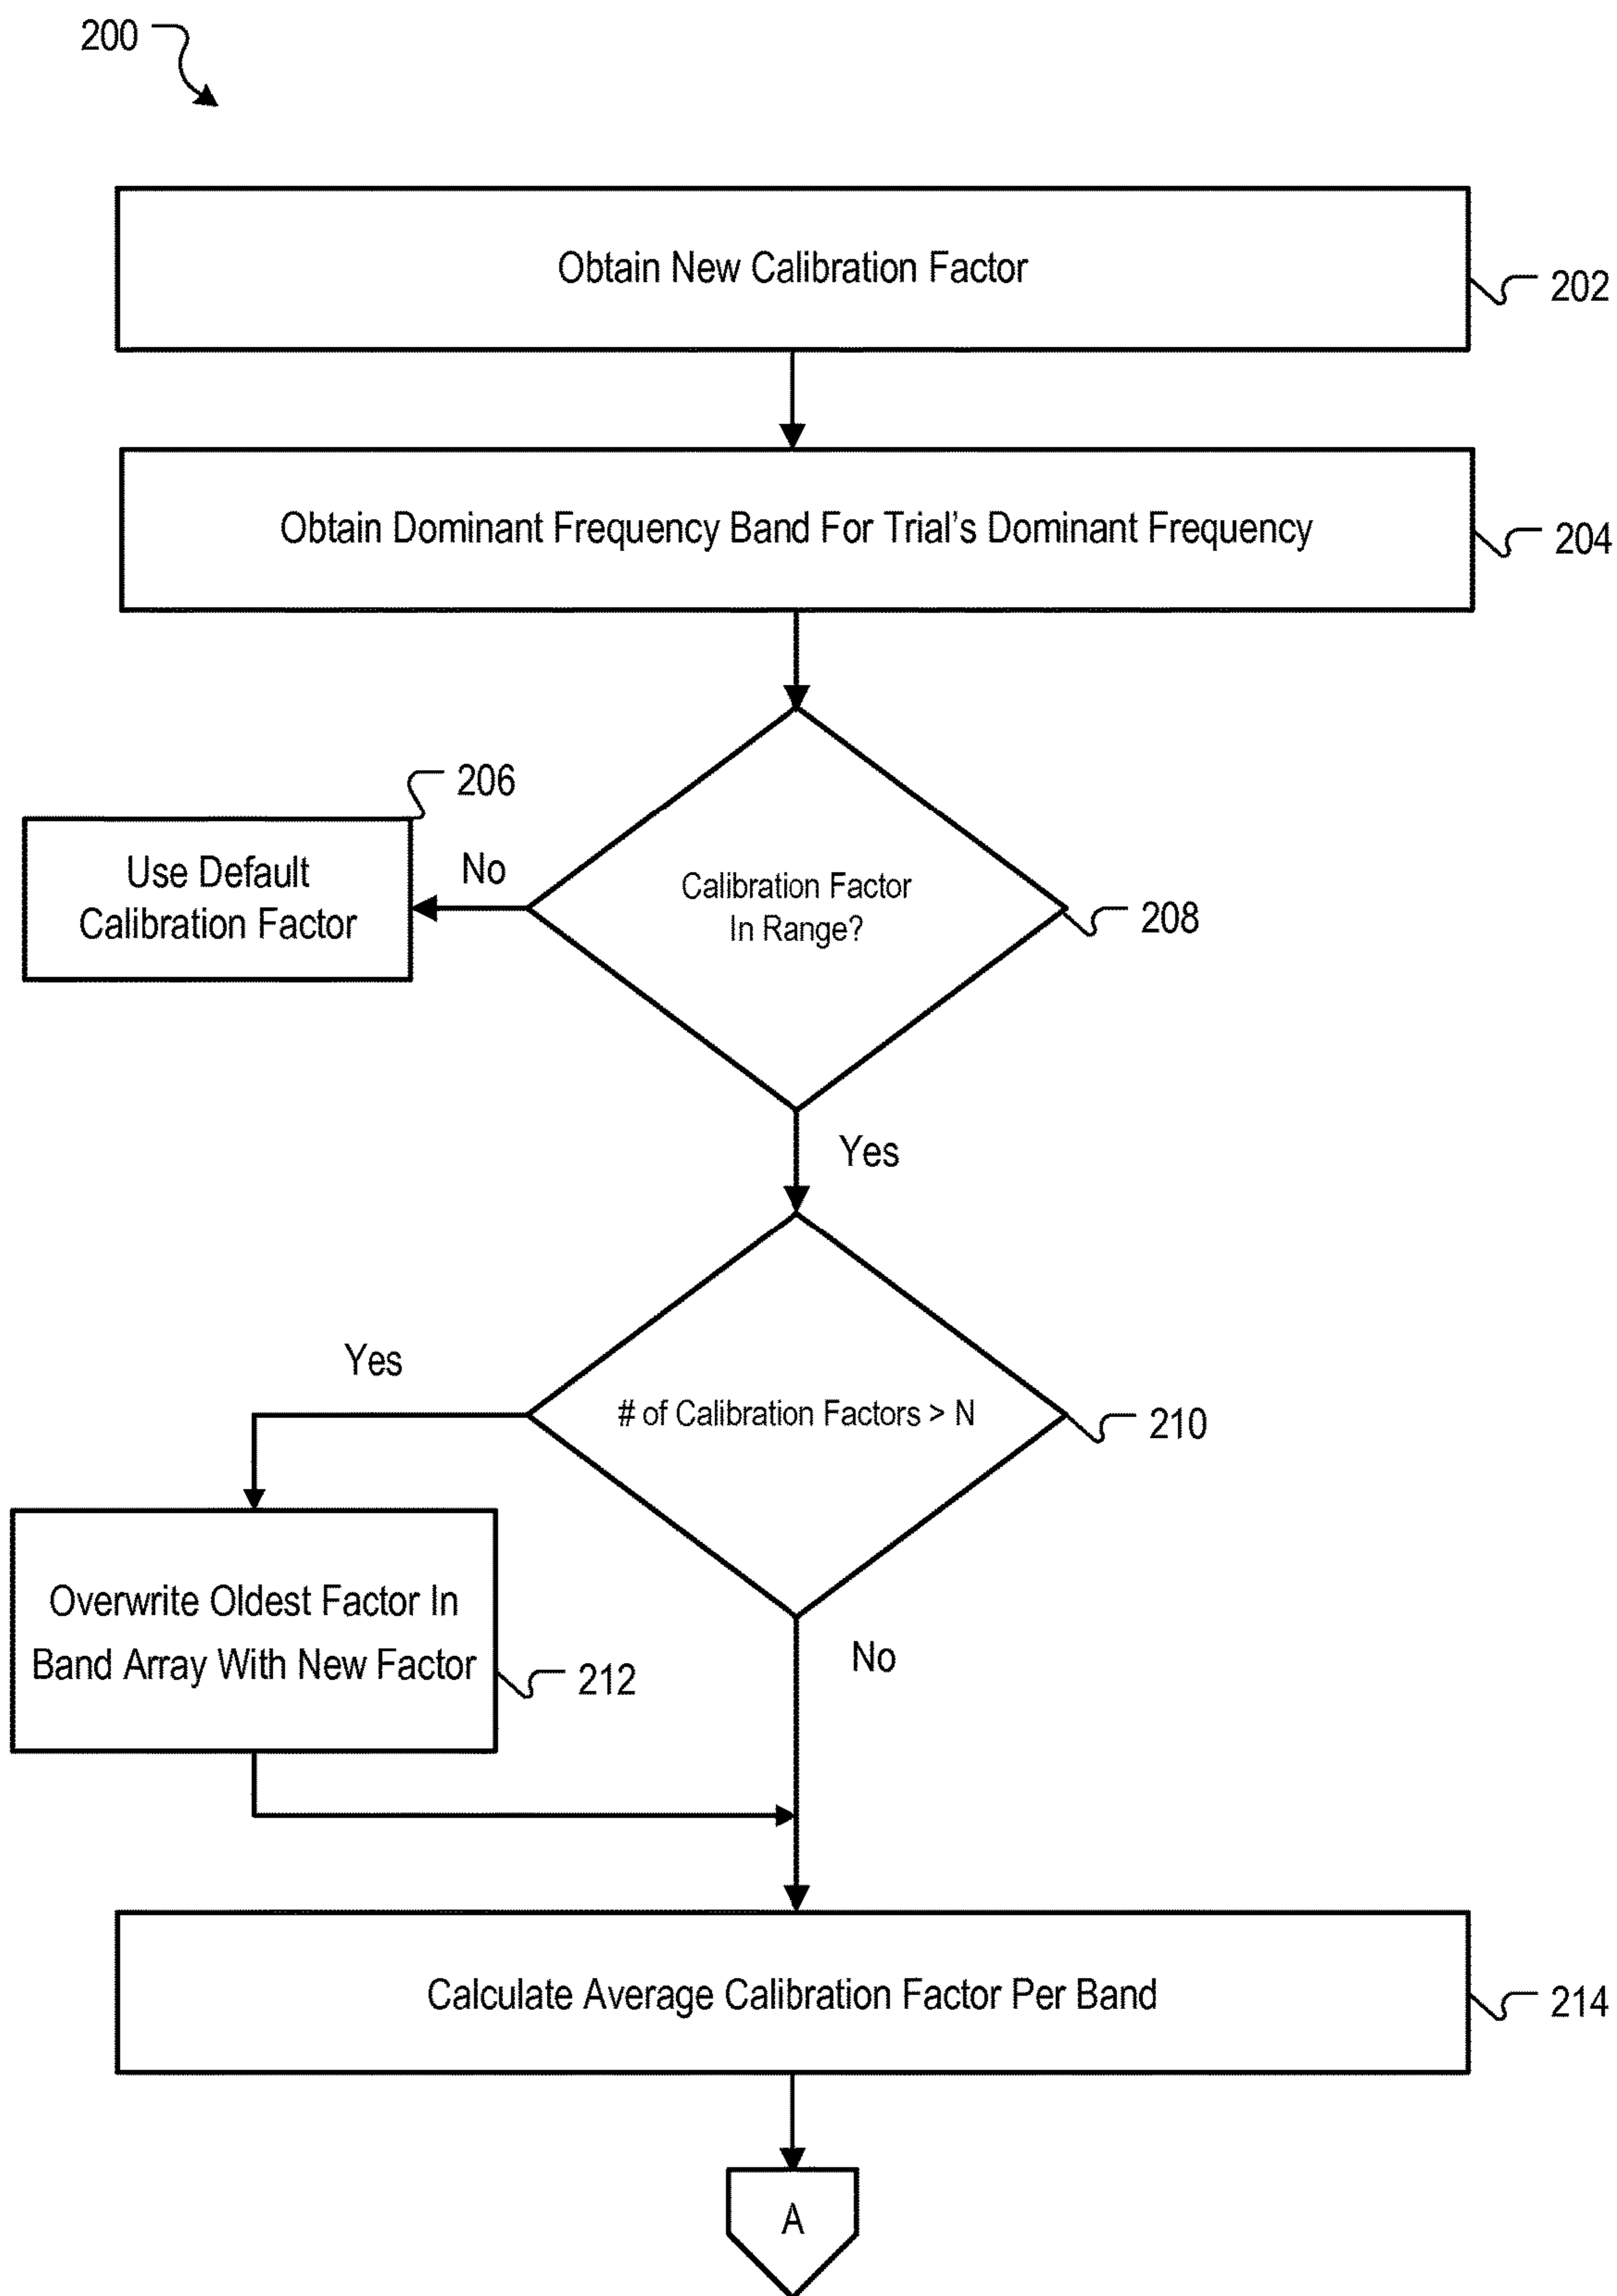 200
Obtain New Calibration Factor
202
Obtain Dominant Frequency Band For Trial's Dominant Frequency
204
206
Use Default
Calibration Factor
No
Calibration Factor
In Range?
208
Yes
Yes
# of Calibration Factors > N
210
Overwrite Oldest Factor In
Band Array With New Factor
212
No
Calculate Average Calibration Factor Per Band
214
A